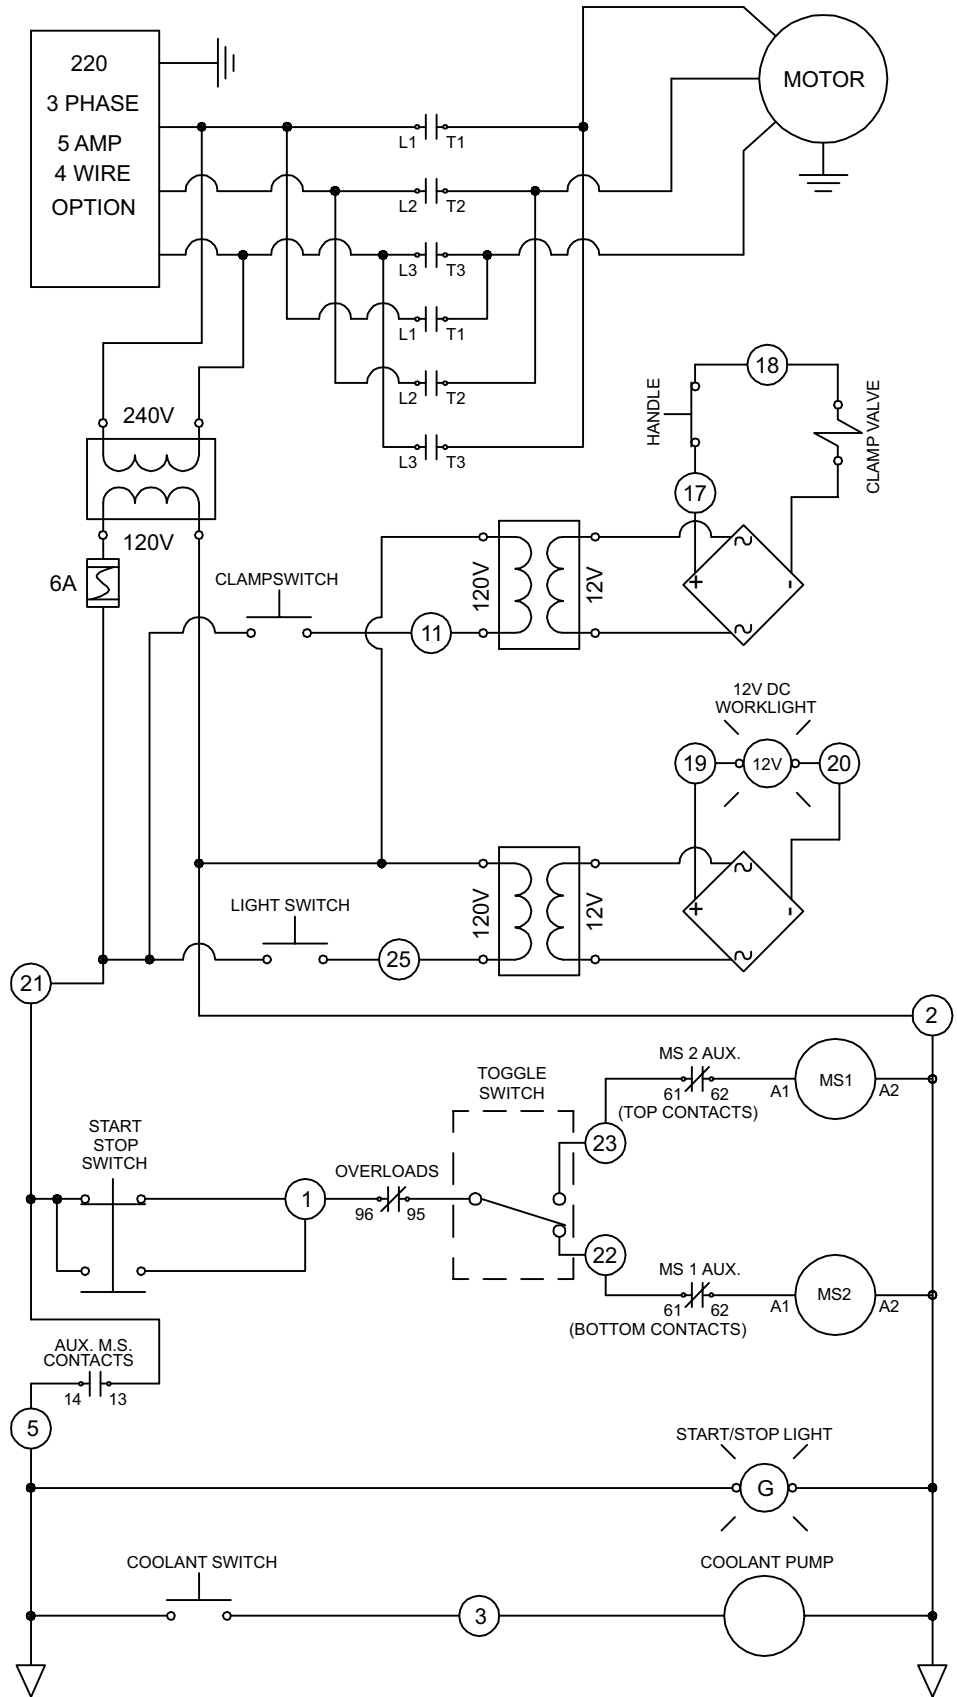 220
3 PHASE
5 AMP
4 WIRE
OPTION
MOTOR
L1 T1
L2 T2
L3 T3
L1 T1
L2 T2
L3 T3
240V
120V
6A
HANDLE
18
CLAMP VALVE
17
CLAMPSWITCH
11
120V
12V
+
-
12V DC
WORKLIGHT
19
12V
20
LIGHT SWITCH
25
120V
12V
+
-
21
2
MS 2 AUX.
61 62
(TOP CONTACTS)
A1
MS1
A2
TOGGLE
SWITCH
23
START
STOP
SWITCH
OVERLOADS
1
96 95
22
MS 1 AUX.
61 62
(BOTTOM CONTACTS)
A1
MS2
A2
AUX. M.S.
CONTACTS
14 13
5
START/STOP LIGHT
G
COOLANT SWITCH
3
COOLANT PUMP